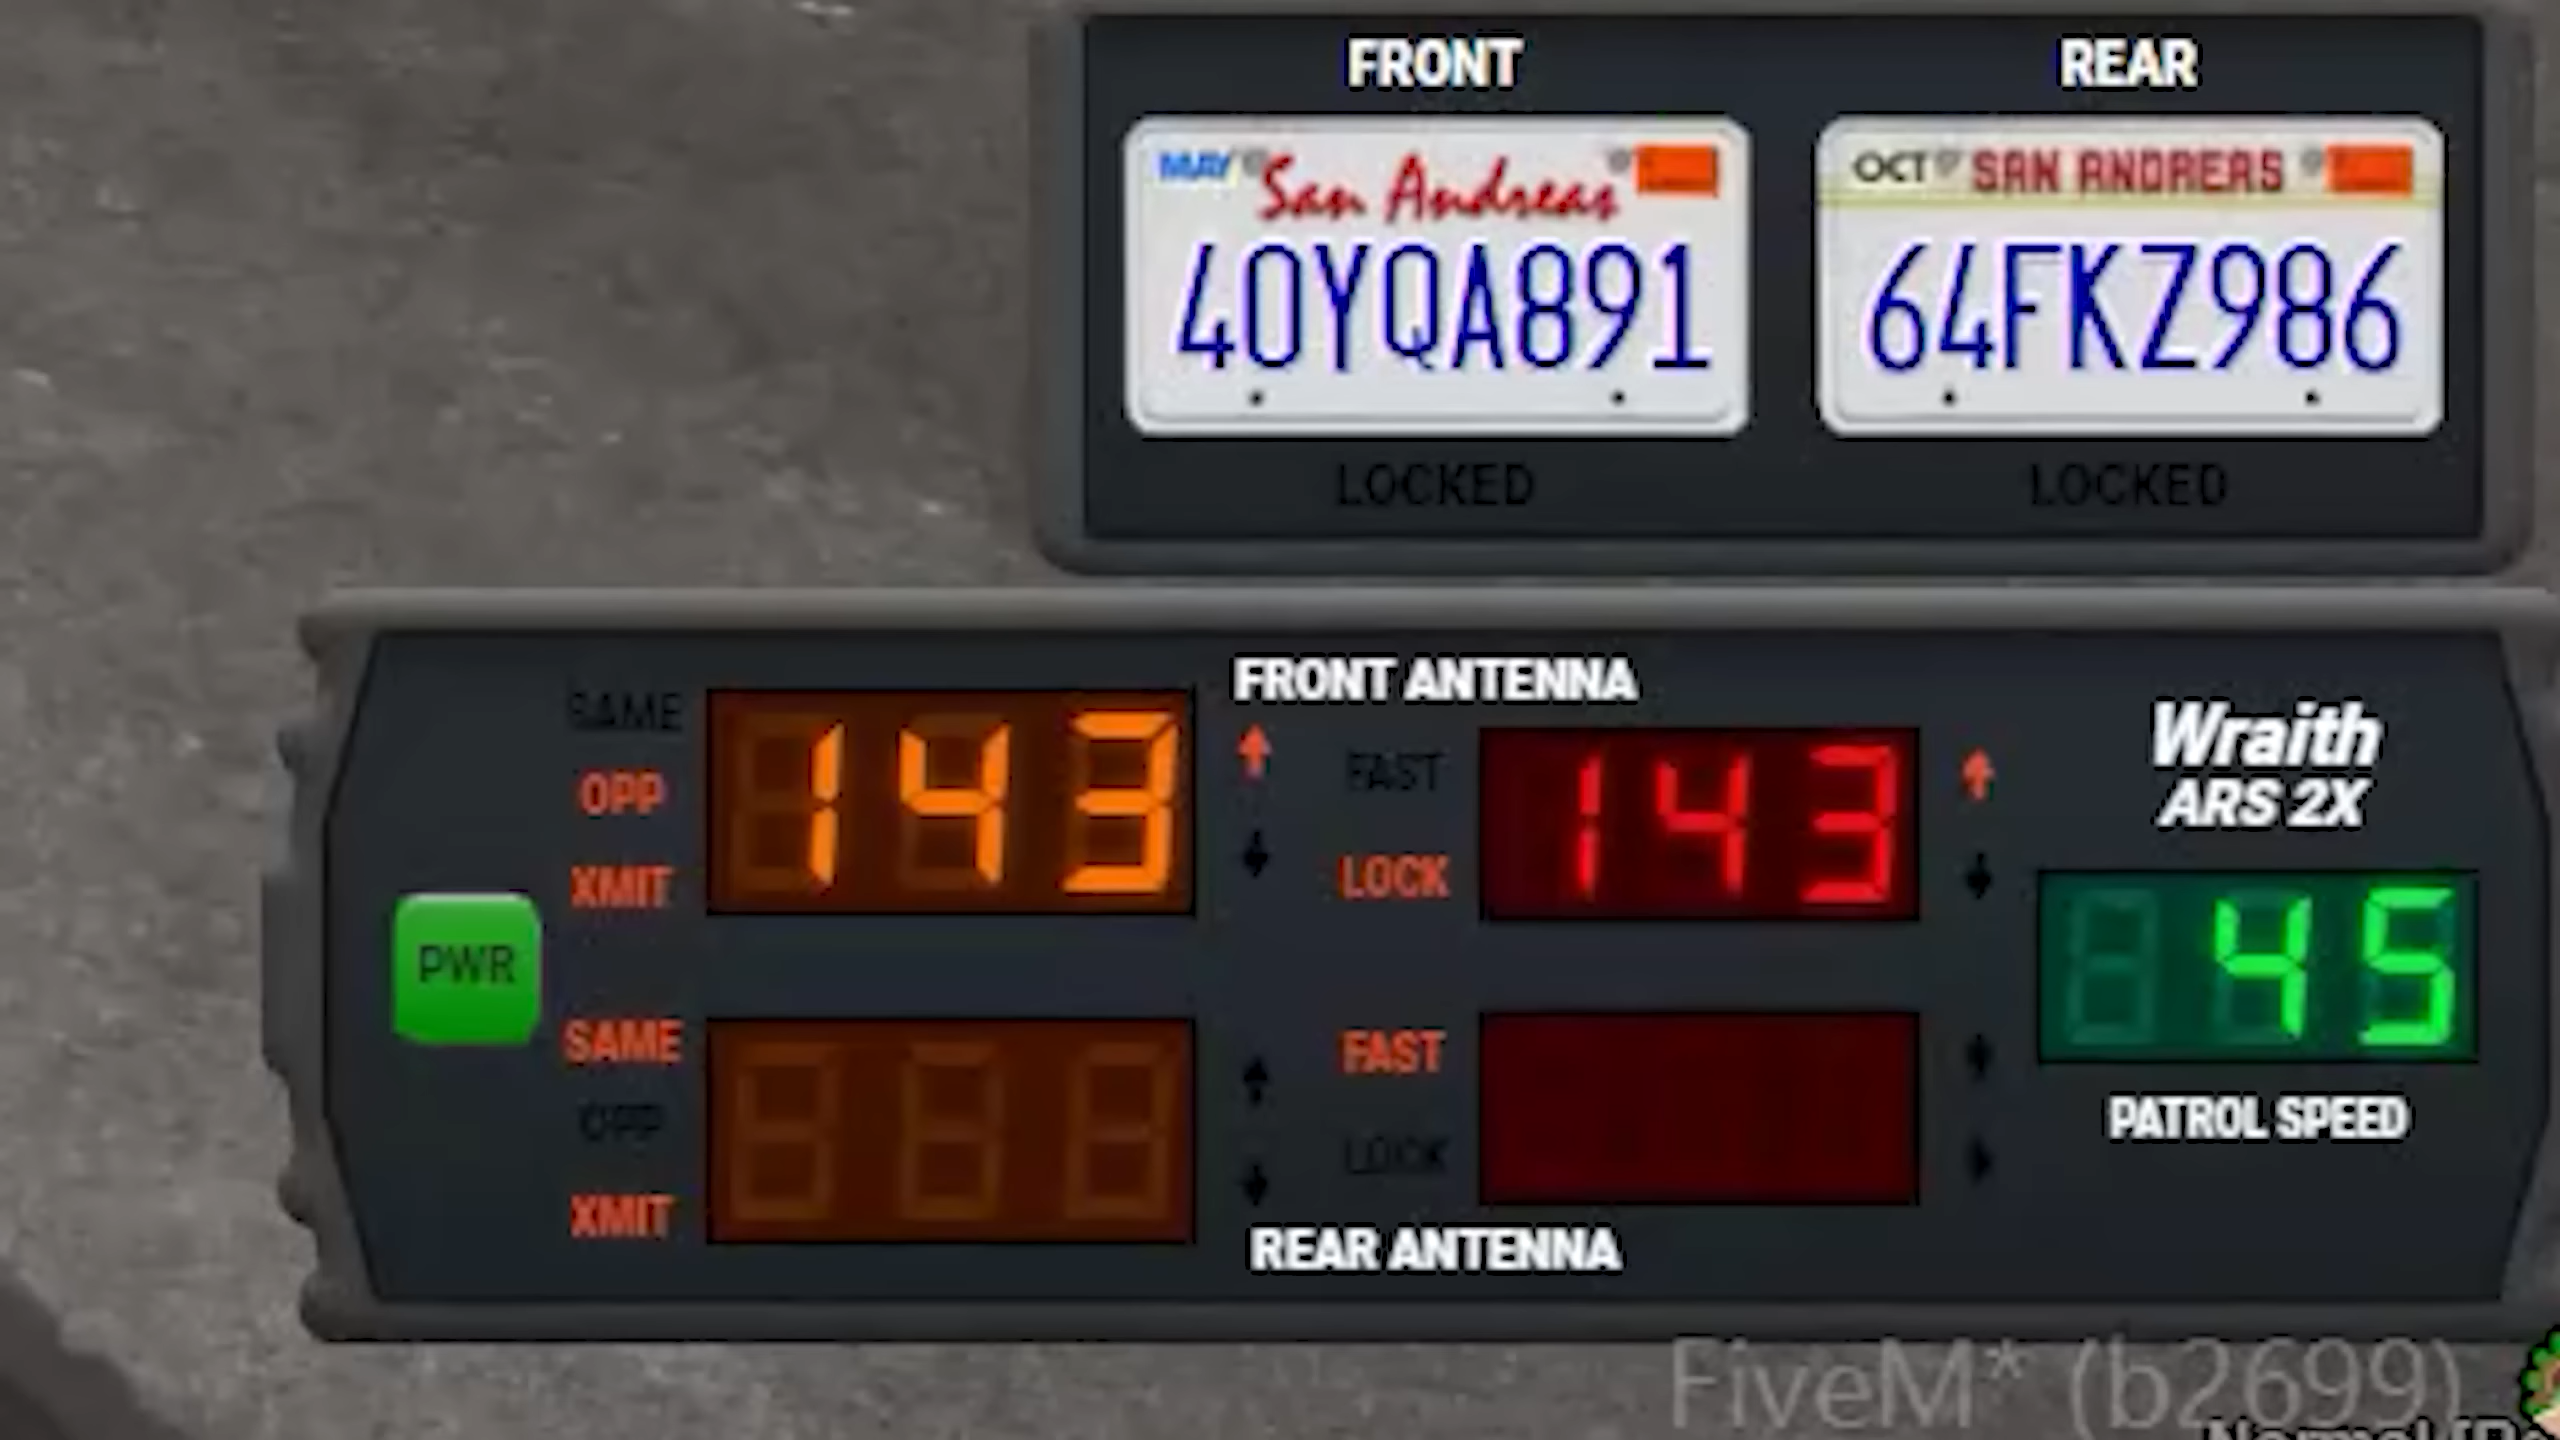 FRONT REAR
MAY San Andreas OCT SAN ANDREAS
40YQA891 64FKZ986
LOCKED LOCKED
FRONT ANTENNA
SAME 143 FAST 143 Wraith
OPP ARS 2X
XMIT LOCK
PWR 45
SAME FAST PATROL SPEED
OPP LOCK
XMIT
REAR ANTENNA
FiveM* (b2699)
Normal